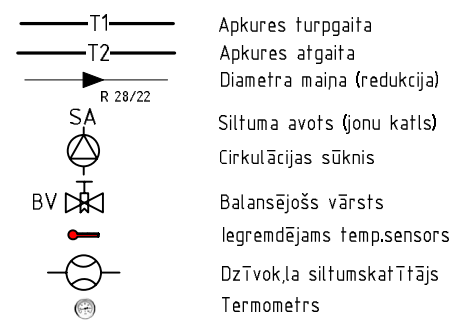 T1 Apkures turpgaita
T2 Apkures atgaita
Diametra maiņa (redukcija)
R 28/22
SA Siltuma avots (jonu katls)
Cirkulācijas sūknis
BV Balansējošs vārsts
Iegremdējams temp.sensors
Dzīvok,la siltumskatītājs
Termometrs